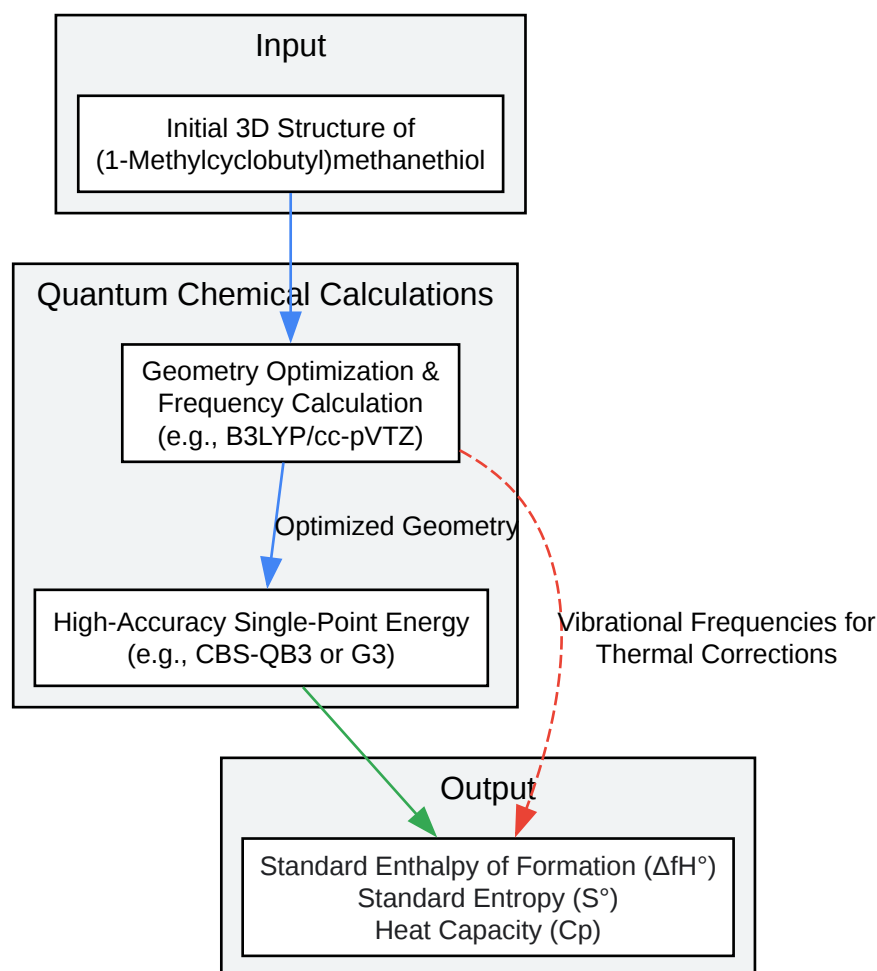 Input
Initial 3D Structure of
(1-Methylcyclobutyl)methanethiol
Quantum Chemical Calculations
Geometry Optimization &
Frequency Calculation
(e.g., B3LYP/cc-pVTZ)
Optimized Geometry
High-Accuracy Single-Point Energy
(e.g., CBS-QB3 or G3)
Vibrational Frequencies for
Thermal Corrections
Output
Standard Enthalpy of Formation (ΔfH°)
Standard Entropy (S°)
Heat Capacity (Cp)